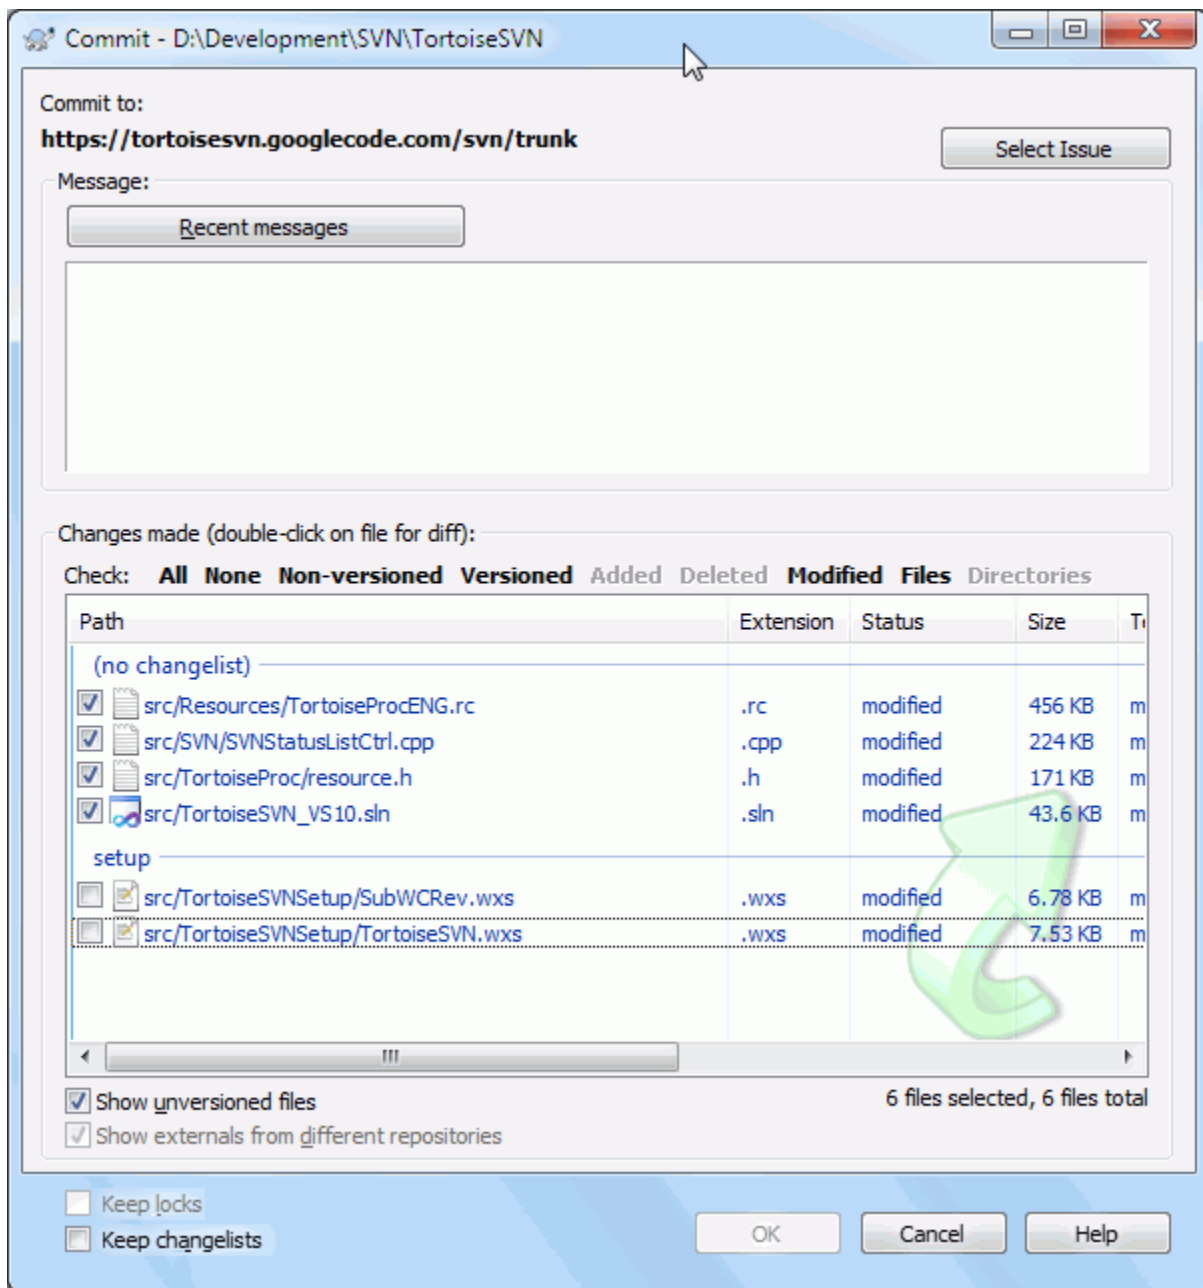 Commit - D:\Development\SVN\TortoiseSVN
Commit to:
https://tortoisesvn.googlecode.com/svn/trunk
Select Issue
Message:
Recent messages
Changes made (double-click on file for diff):
Check: All None Non-versioned Versioned Added Deleted Modified Files Directories
Path Extension Status Size
(no changelist)
src/Resources/TortoiseProcENG.rc .rc modified 456 KB m
src/SVN/SVNStatusListCtrl.cpp .cpp modified 224 KB m
src/TortoiseProc/resource.h .h modified 171 KB m
src/TortoiseSVN_VS10.sln .sln modified 43.6 KB m
setup
src/TortoiseSVNSetup/SubWCRev.wxs .wxs modified 6.78 KB m
src/TortoiseSVNSetup/TortoiseSVN.wxs .wxs modified 7.53 KB m
Show unversioned files
6 files selected, 6 files total
Show externals from different repositories
Keep locks
Keep changelists
OK Cancel Help